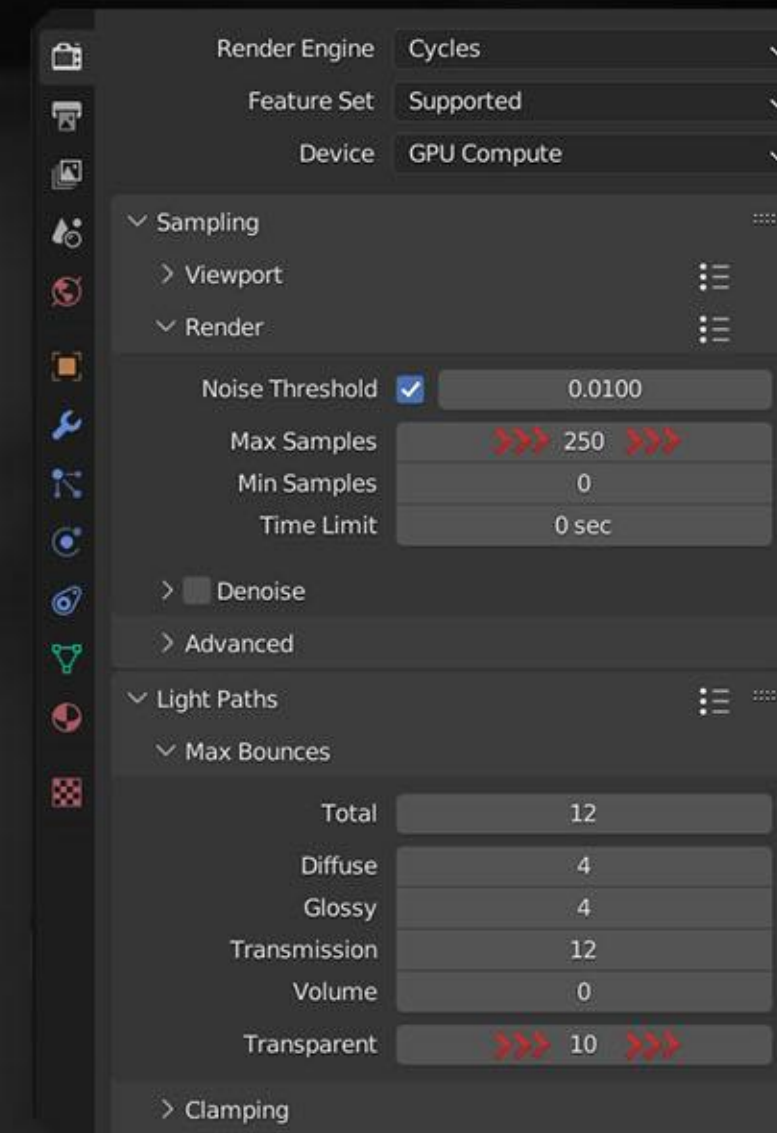 Render Engine Cycles
Feature Set Supported
Device GPU Compute
Sampling
Viewport
Render
Noise Threshold 0.0100
Max Samples >>> 250 >>>
Min Samples 0
Time Limit 0 sec
Denoise
Advanced
Light Paths
Max Bounces
Total 12
Diffuse 4
Glossy 4
Transmission 12
Volume 0
Transparent >>> 10 >>>
Clamping